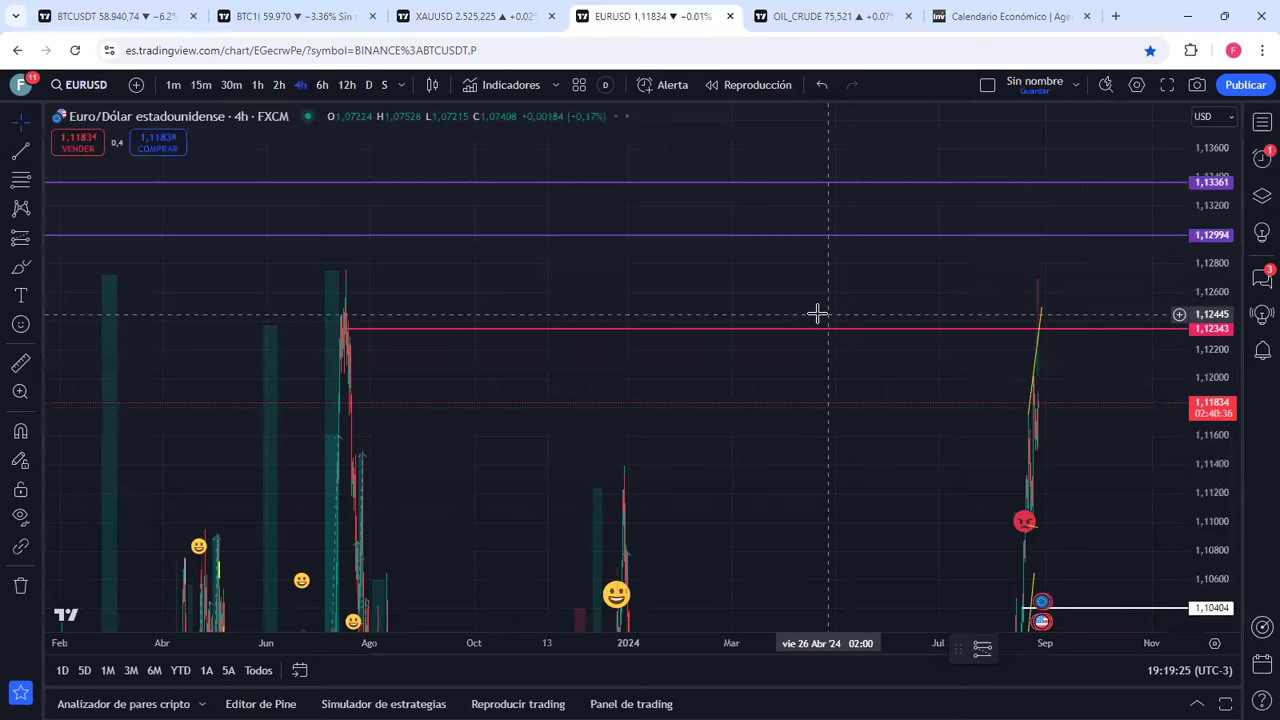 BTCUSDT 58.940,74 ▼ −6.2%
BTC1! 59.970 ▼ −3.36% Sin n
XAUUSD 2.525,225 ▲ +0.02%
EURUSD 1,11834 ▼ −0.01%
OIL_CRUDE 75,521 ▲ +0.07%
Inv Calendario Económico | Age
es.tradingview.com/chart/EGecrwPe/?symbol=BINANCE%3ABTCUSDT.P
F
F 11 EURUSD 1m 15m 30m 1h 2h 4h 6h 12h D S Indicadores D Alerta Reproducción Sin nombre Publicar
Guardar
Euro/Dólar estadounidense · 4h · FXCM O1,07224 H1,07528 L1,07215 C1,07408 +0,00184 (+0,17%) USD
1,11834 0,4 1,11838
VENDER COMPRAR
1,13600
1,13361
1,13200
1,12994
1,12800
1,12600
1,12445
1,12343
1,12200
1,12000
1,11834
02:40:36
1,11600
1,11400
1,11200
1,11000
1,10800
1,10600
1,10404
1
3
Feb Abr Jun Ago Oct 13 2024 Mar vie 26 Abr '24 02:00 Jul Sep Nov
1D 5D 1M 3M 6M YTD 1A 5A Todos 19:19:25 (UTC-3)
Analizador de pares cripto Editor de Pine Simulador de estrategias Reproducir trading Panel de trading